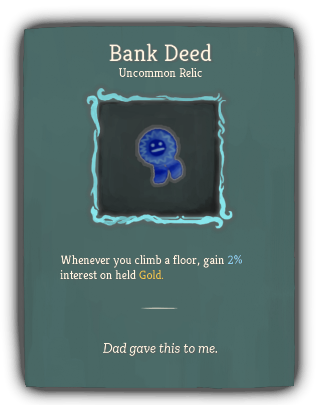 Bank Deed
Uncommon Relic
Whenever you climb a floor, gain 2%
interest on held Gold.
Dad gave this to me.